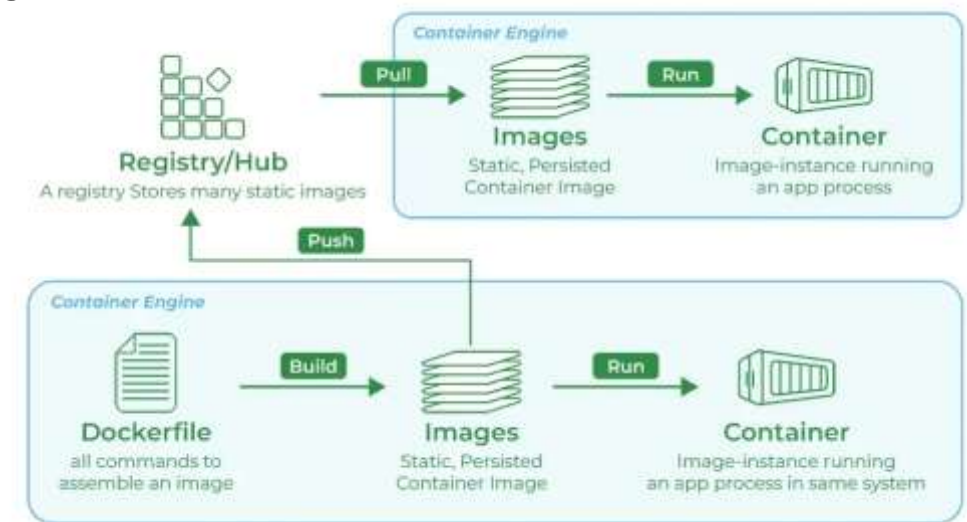 Container Engine
Pull
Run
Images
Static, Persisted
Container Image
Container
Image-instance running
an app process
Registry/Hub
A registry Stores many static images
Push
Container Engine
Build
Run
Dockerfile
all commands to
assemble an image
Images
Static, Persisted
Container Image
Container
Image-instance running
an app process in same system